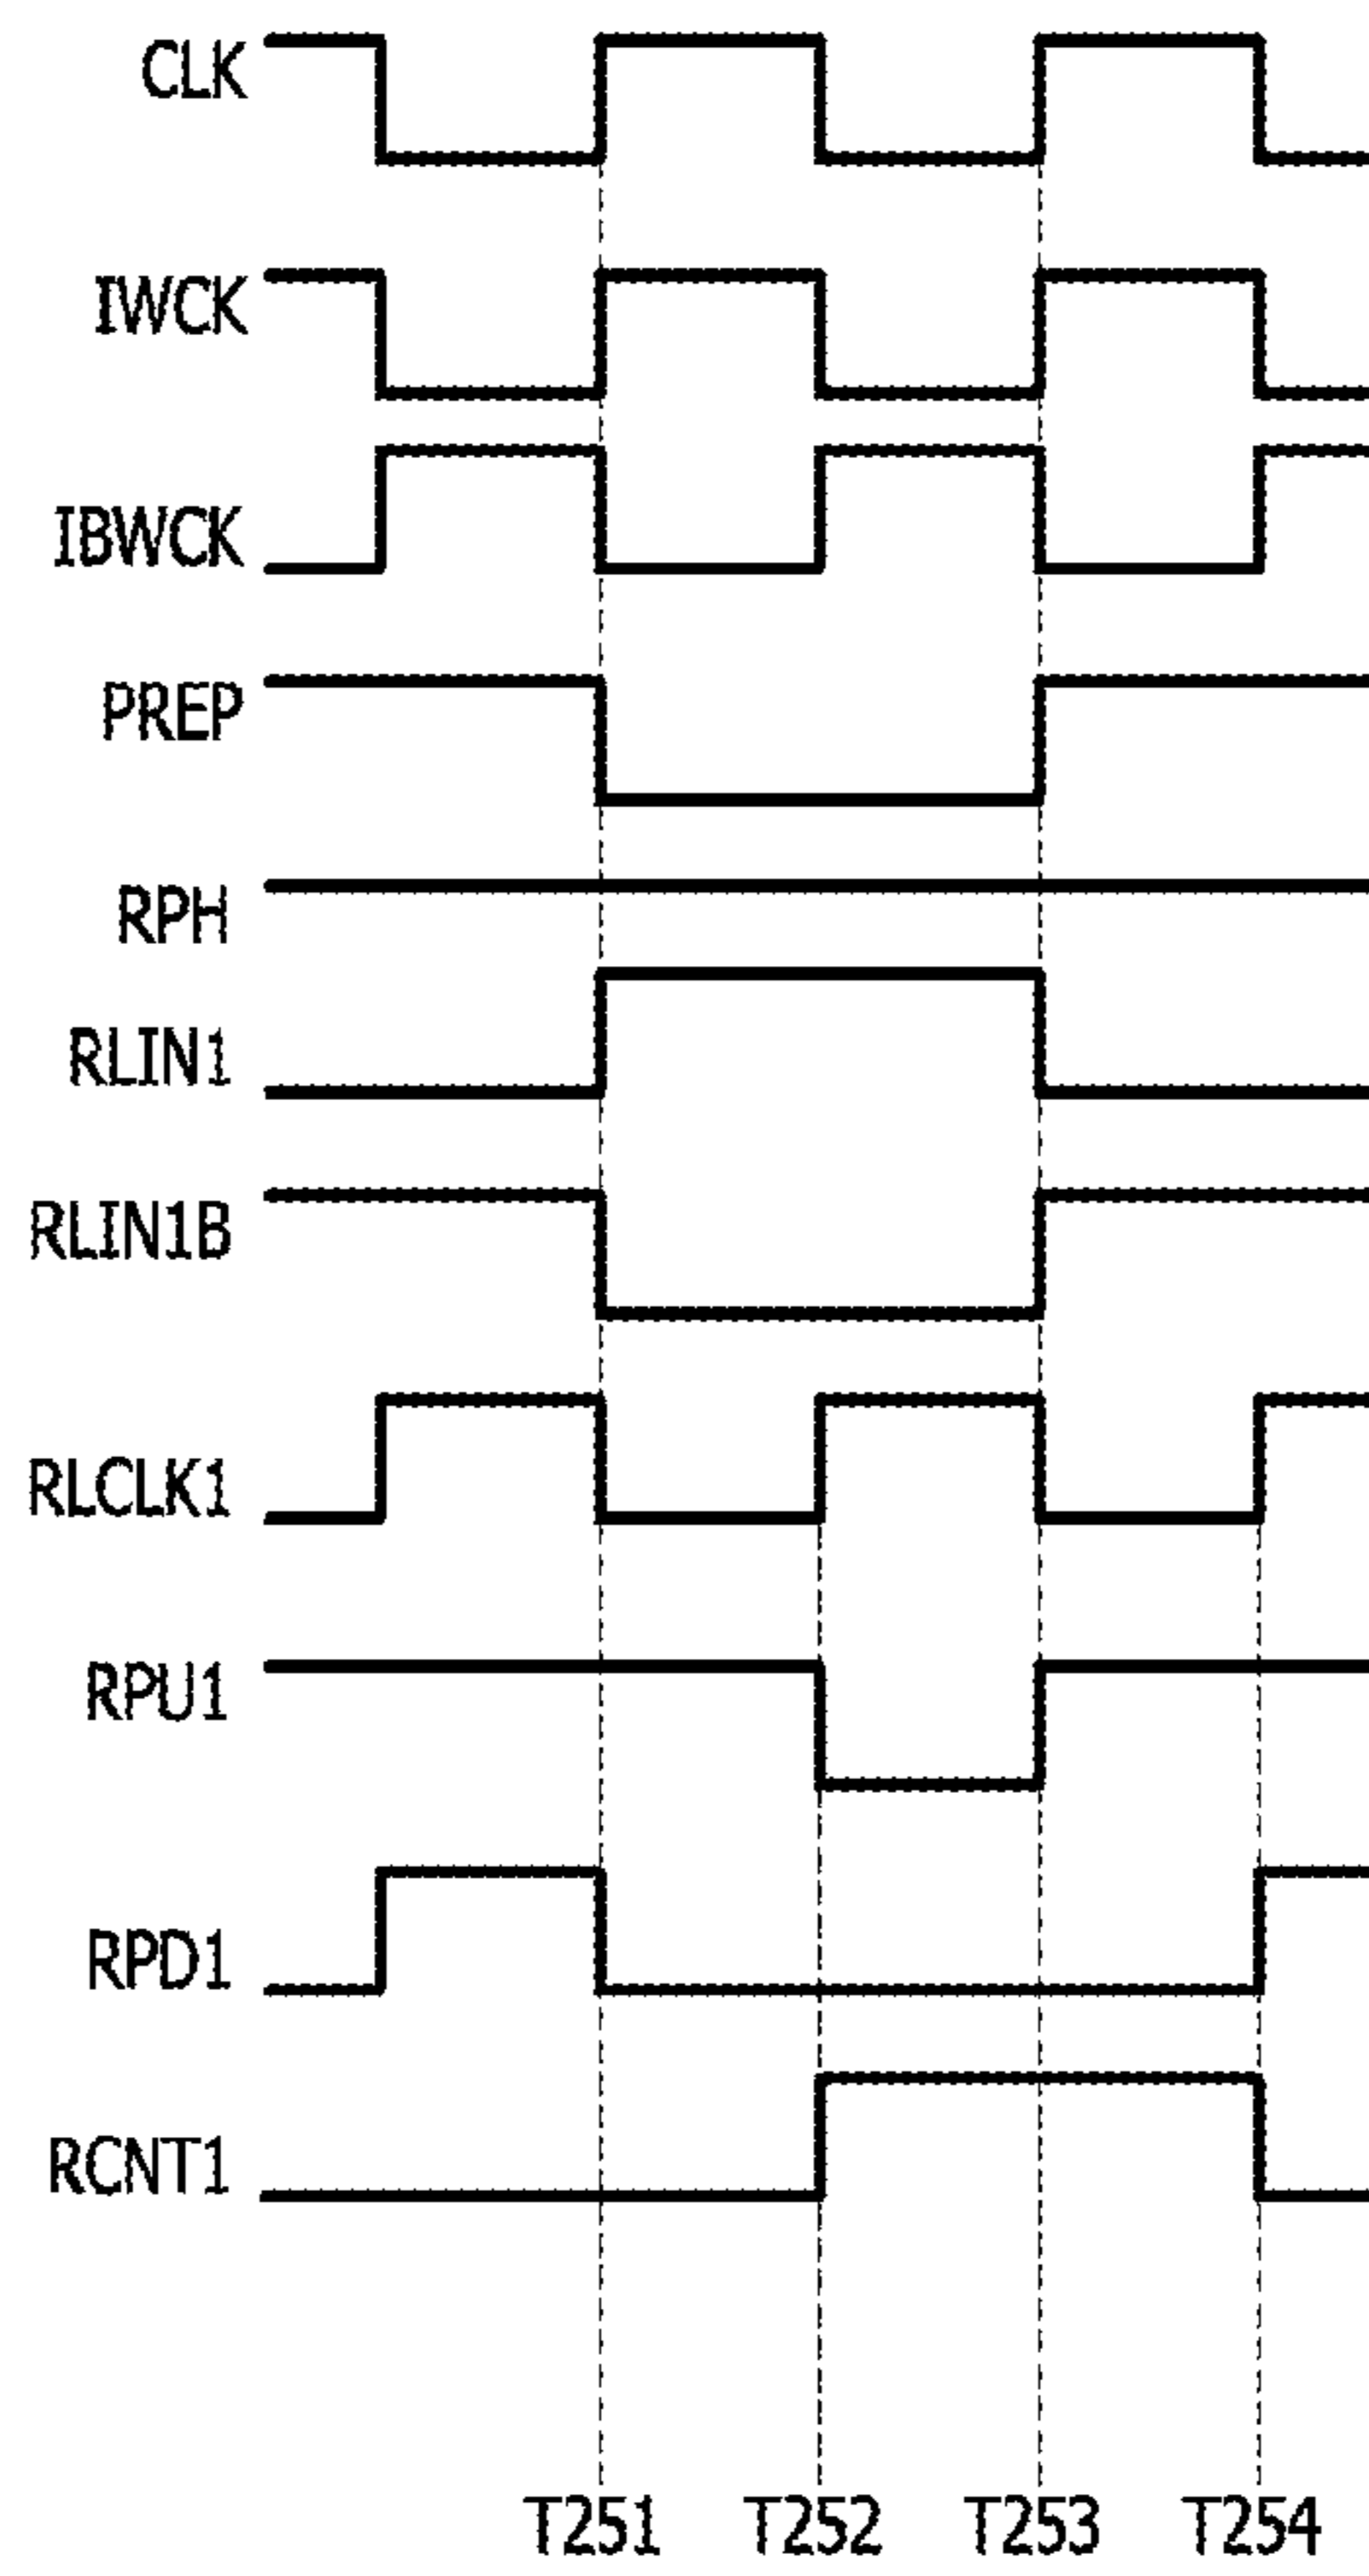 CLK
IWCK
IBWCK
PREP
RPH
RLIN1
RLIN1B
RLCLK1
RPU1
RPD1
RCNT1
T251 T252 T253 T254